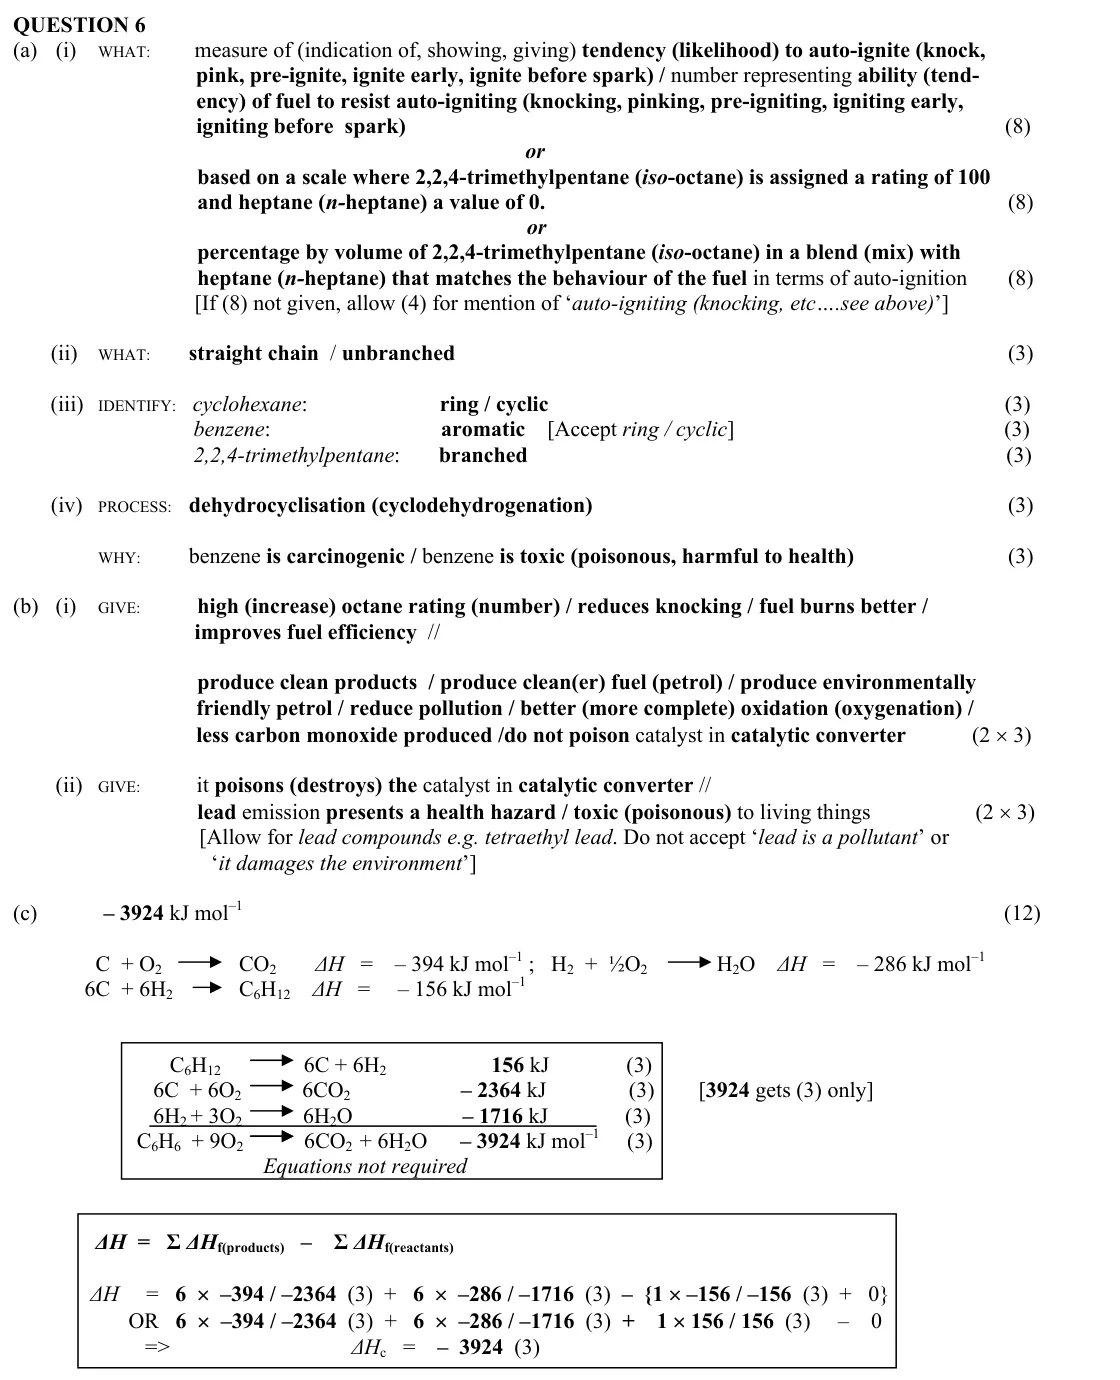 QUESTION 6
(a) (i) WHAT: measure of (indication of, showing, giving) tendency (likelihood) to auto-ignite (knock,
pink, pre-ignite, ignite early, ignite before spark) / number representing ability (tend-
ency) of fuel to resist auto-igniting (knocking, pinking, pre-igniting, igniting early,
igniting before spark) (8)
or
based on a scale where 2,2,4-trimethylpentane (iso-octane) is assigned a rating of 100
and heptane (n-heptane) a value of 0. (8)
or
percentage by volume of 2,2,4-trimethylpentane (iso-octane) in a blend (mix) with
heptane (n-heptane) that matches the behaviour of the fuel in terms of auto-ignition (8)
[If (8) not given, allow (4) for mention of ‘auto-igniting (knocking, etc….see above)’]
(ii) WHAT: straight chain / unbranched (3)
(iii) IDENTIFY: cyclohexane: ring / cyclic (3)
benzene: aromatic [Accept ring / cyclic] (3)
2,2,4-trimethylpentane: branched (3)
(iv) PROCESS: dehydrocyclisation (cyclodehydrogenation) (3)
WHY: benzene is carcinogenic / benzene is toxic (poisonous, harmful to health) (3)
(b) (i) GIVE: high (increase) octane rating (number) / reduces knocking / fuel burns better /
improves fuel efficiency //
produce clean products / produce clean(er) fuel (petrol) / produce environmentally
friendly petrol / reduce pollution / better (more complete) oxidation (oxygenation) /
less carbon monoxide produced /do not poison catalyst in catalytic converter (2 × 3)
(ii) GIVE: it poisons (destroys) the catalyst in catalytic converter //
lead emission presents a health hazard / toxic (poisonous) to living things (2 × 3)
[Allow for lead compounds e.g. tetraethyl lead. Do not accept ‘lead is a pollutant’ or
‘it damages the environment’]
(c) – 3924 kJ mol⁻¹ (12)
C + O₂ → CO₂ ΔH = – 394 kJ mol⁻¹ ; H₂ + ½O₂ → H₂O ΔH = – 286 kJ mol⁻¹
6C + 6H₂ → C₆H₁₂ ΔH = – 156 kJ mol⁻¹
C₆H₁₂ → 6C + 6H₂ 156 kJ (3)
6C + 6O₂ → 6CO₂ – 2364 kJ (3) [3924 gets (3) only]
6H₂ + 3O₂ → 6H₂O – 1716 kJ (3)
C₆H₆ + 9O₂ → 6CO₂ + 6H₂O – 3924 kJ mol⁻¹ (3)
Equations not required
ΔH = Σ ΔHf(products) – Σ ΔHf(reactants)
ΔH = 6 × –394 / –2364 (3) + 6 × –286 / –1716 (3) – {1 × –156 / –156 (3) + 0}
OR 6 × –394 / –2364 (3) + 6 × –286 / –1716 (3) + 1 × 156 / 156 (3) – 0
=> ΔHc = – 3924 (3)